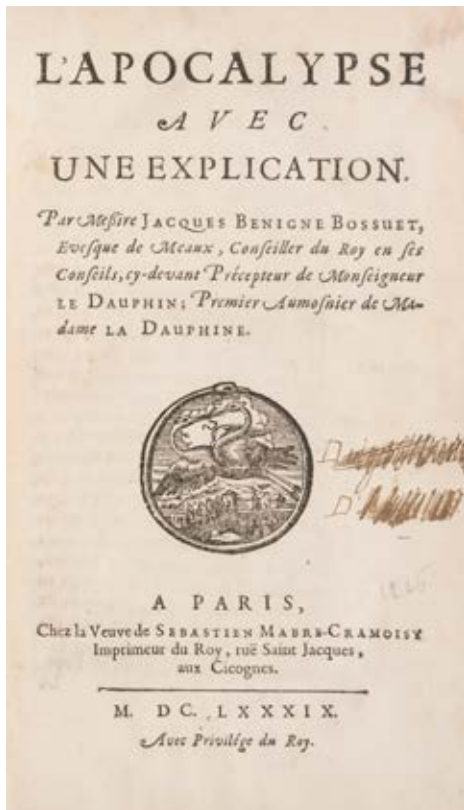 L'APOCALYPSE
AVEC
UNE EXPLICATION.
Par Meſſire JACQUES BENIGNE BOSSUET,
Eveſque de Meaux, Conſeiller du Roy en ſes
Conſeils, cy-devant Précepteur de Monſeigneur
LE DAUPHIN; Premier Aumoſnier de Ma-
dame LA DAUPHINE.
A PARIS,
Chez la Veuve de SEBASTIEN MABRE-CRAMOISY
Imprimeur du Roy, ruë Saint Jacques,
aux Cicognes.
M. DC. LXXXIX.
Avec Privilége du Roy.